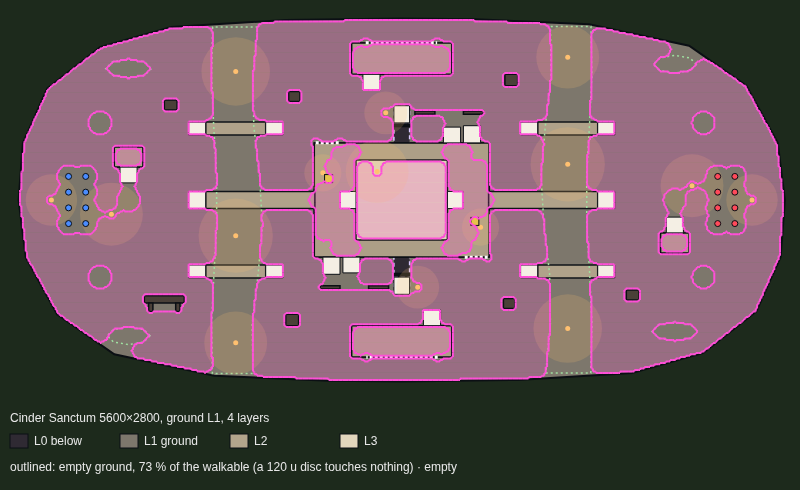 Cinder Sanctum 5600×2800, ground L1, 4 layers
L0 below
L1 ground
L2
L3
outlined: empty ground, 73 % of the walkable (a 120 u disc touches nothing) · empty